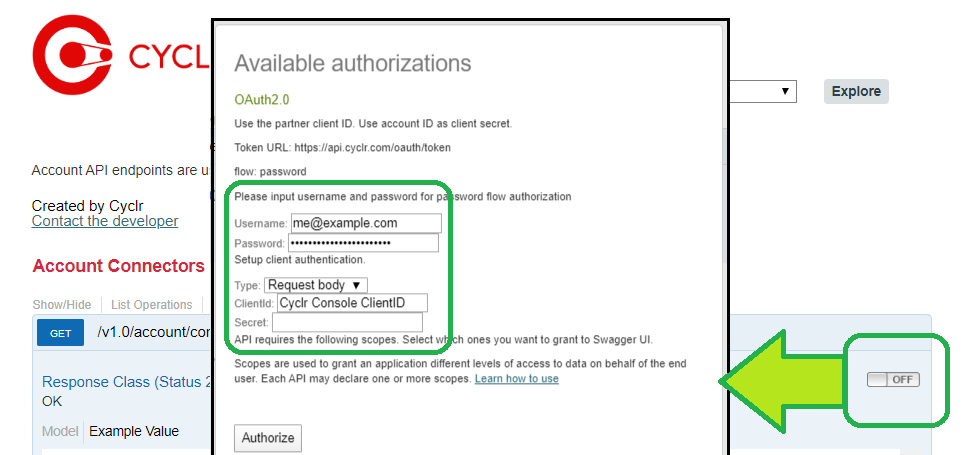 CYCL
Available authorizations
OAuth2.0
Use the partner client ID. Use account ID as client secret.
Token URL: https://api.cyclr.com/oauth/token
flow: password
Please input username and password for password flow authorization
Username: me@example.com
Password: •••••••••••••••••••••••
Setup client authentication.
Type: Request body ▼
ClientId: Cyclr Console ClientID
Secret:
API requires the following scopes. Select which ones you want to grant to Swagger UI.
Scopes are used to grant an application different levels of access to data on behalf of the end
user. Each API may declare one or more scopes. Learn how to use
Authorize
▼ Explore
Account API endpoints are u
Created by Cyclr
Contact the developer
Account Connectors
Show/Hide List Operations
GET /v1.0/account/con
Response Class (Status 2
OK
Model Example Value
OFF